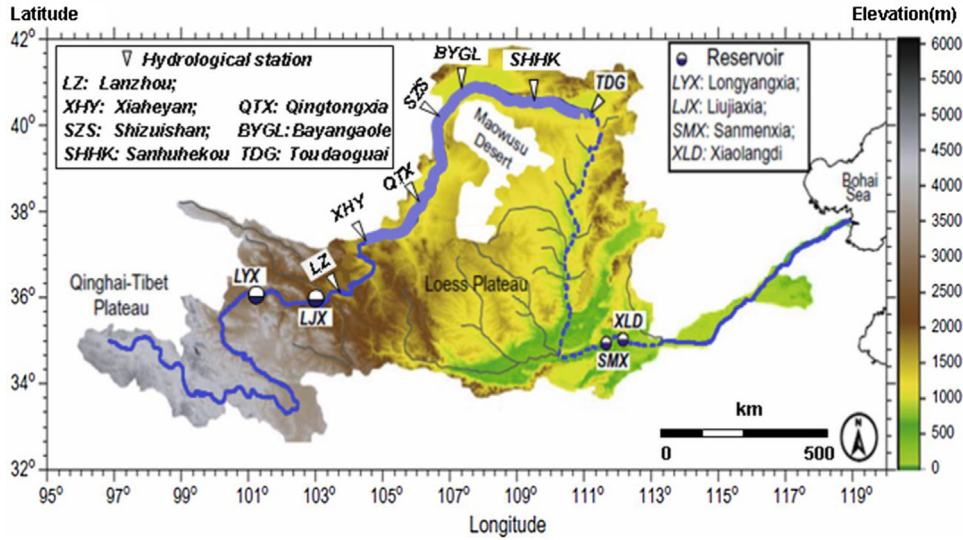 Latitude
Elevation(m)
42°
40°
38°
36°
34°
32°
Hydrological station
LZ: Lanzhou;
XHY: Xiaheyan; QTX: Qingtongxia
SZS: Shizuishan; BYGL: Bayangaole
SHHK: Sanhuhekou TDG: Toudaoguai
Reservoir
LYX: Longyangxia;
LJX: Liujiaxia;
SMX: Sanmenxia;
XLD: Xiaolangdi
BYGL
SHHK
TDG
SZS
Maowusu
Desert
QTX
XHY
LZ
LYX
LJX
Qinghai-Tibet
Plateau
Loess Plateau
XLD
SMX
Bohai
Sea
km
0 500
N
6000
5000
4500
4000
3500
3000
2500
2000
1500
1000
500
0
95° 97° 99° 101° 103° 105° 107° 109° 111° 113° 115° 117° 119°
Longitude